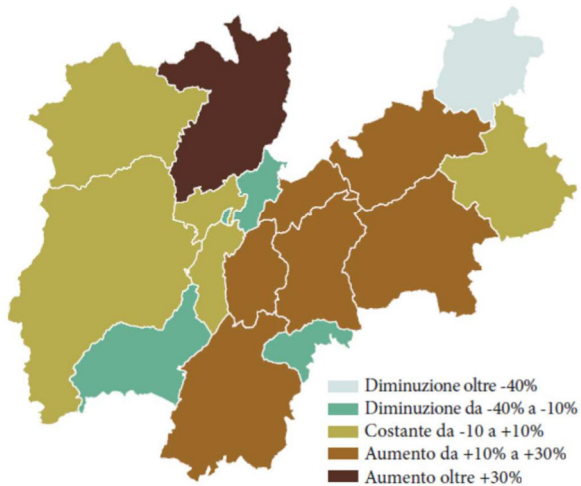 Diminuzione oltre -40%
Diminuzione da -40% a -10%
Costante da -10 a +10%
Aumento da +10% a +30%
Aumento oltre +30%